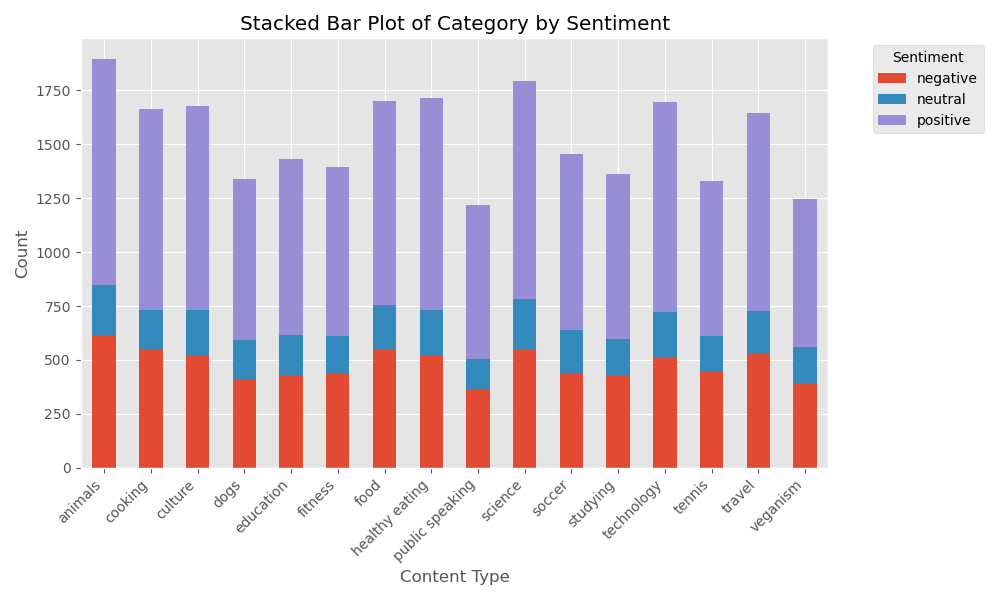 Stacked Bar Plot of Category by Sentiment
Sentiment
negative
neutral
positive
Count
1750
1500
1250
1000
750
500
250
0
animals
cooking
culture
dogs
education
fitness
food
healthy eating
public speaking
science
soccer
studying
technology
tennis
travel
veganism
Content Type